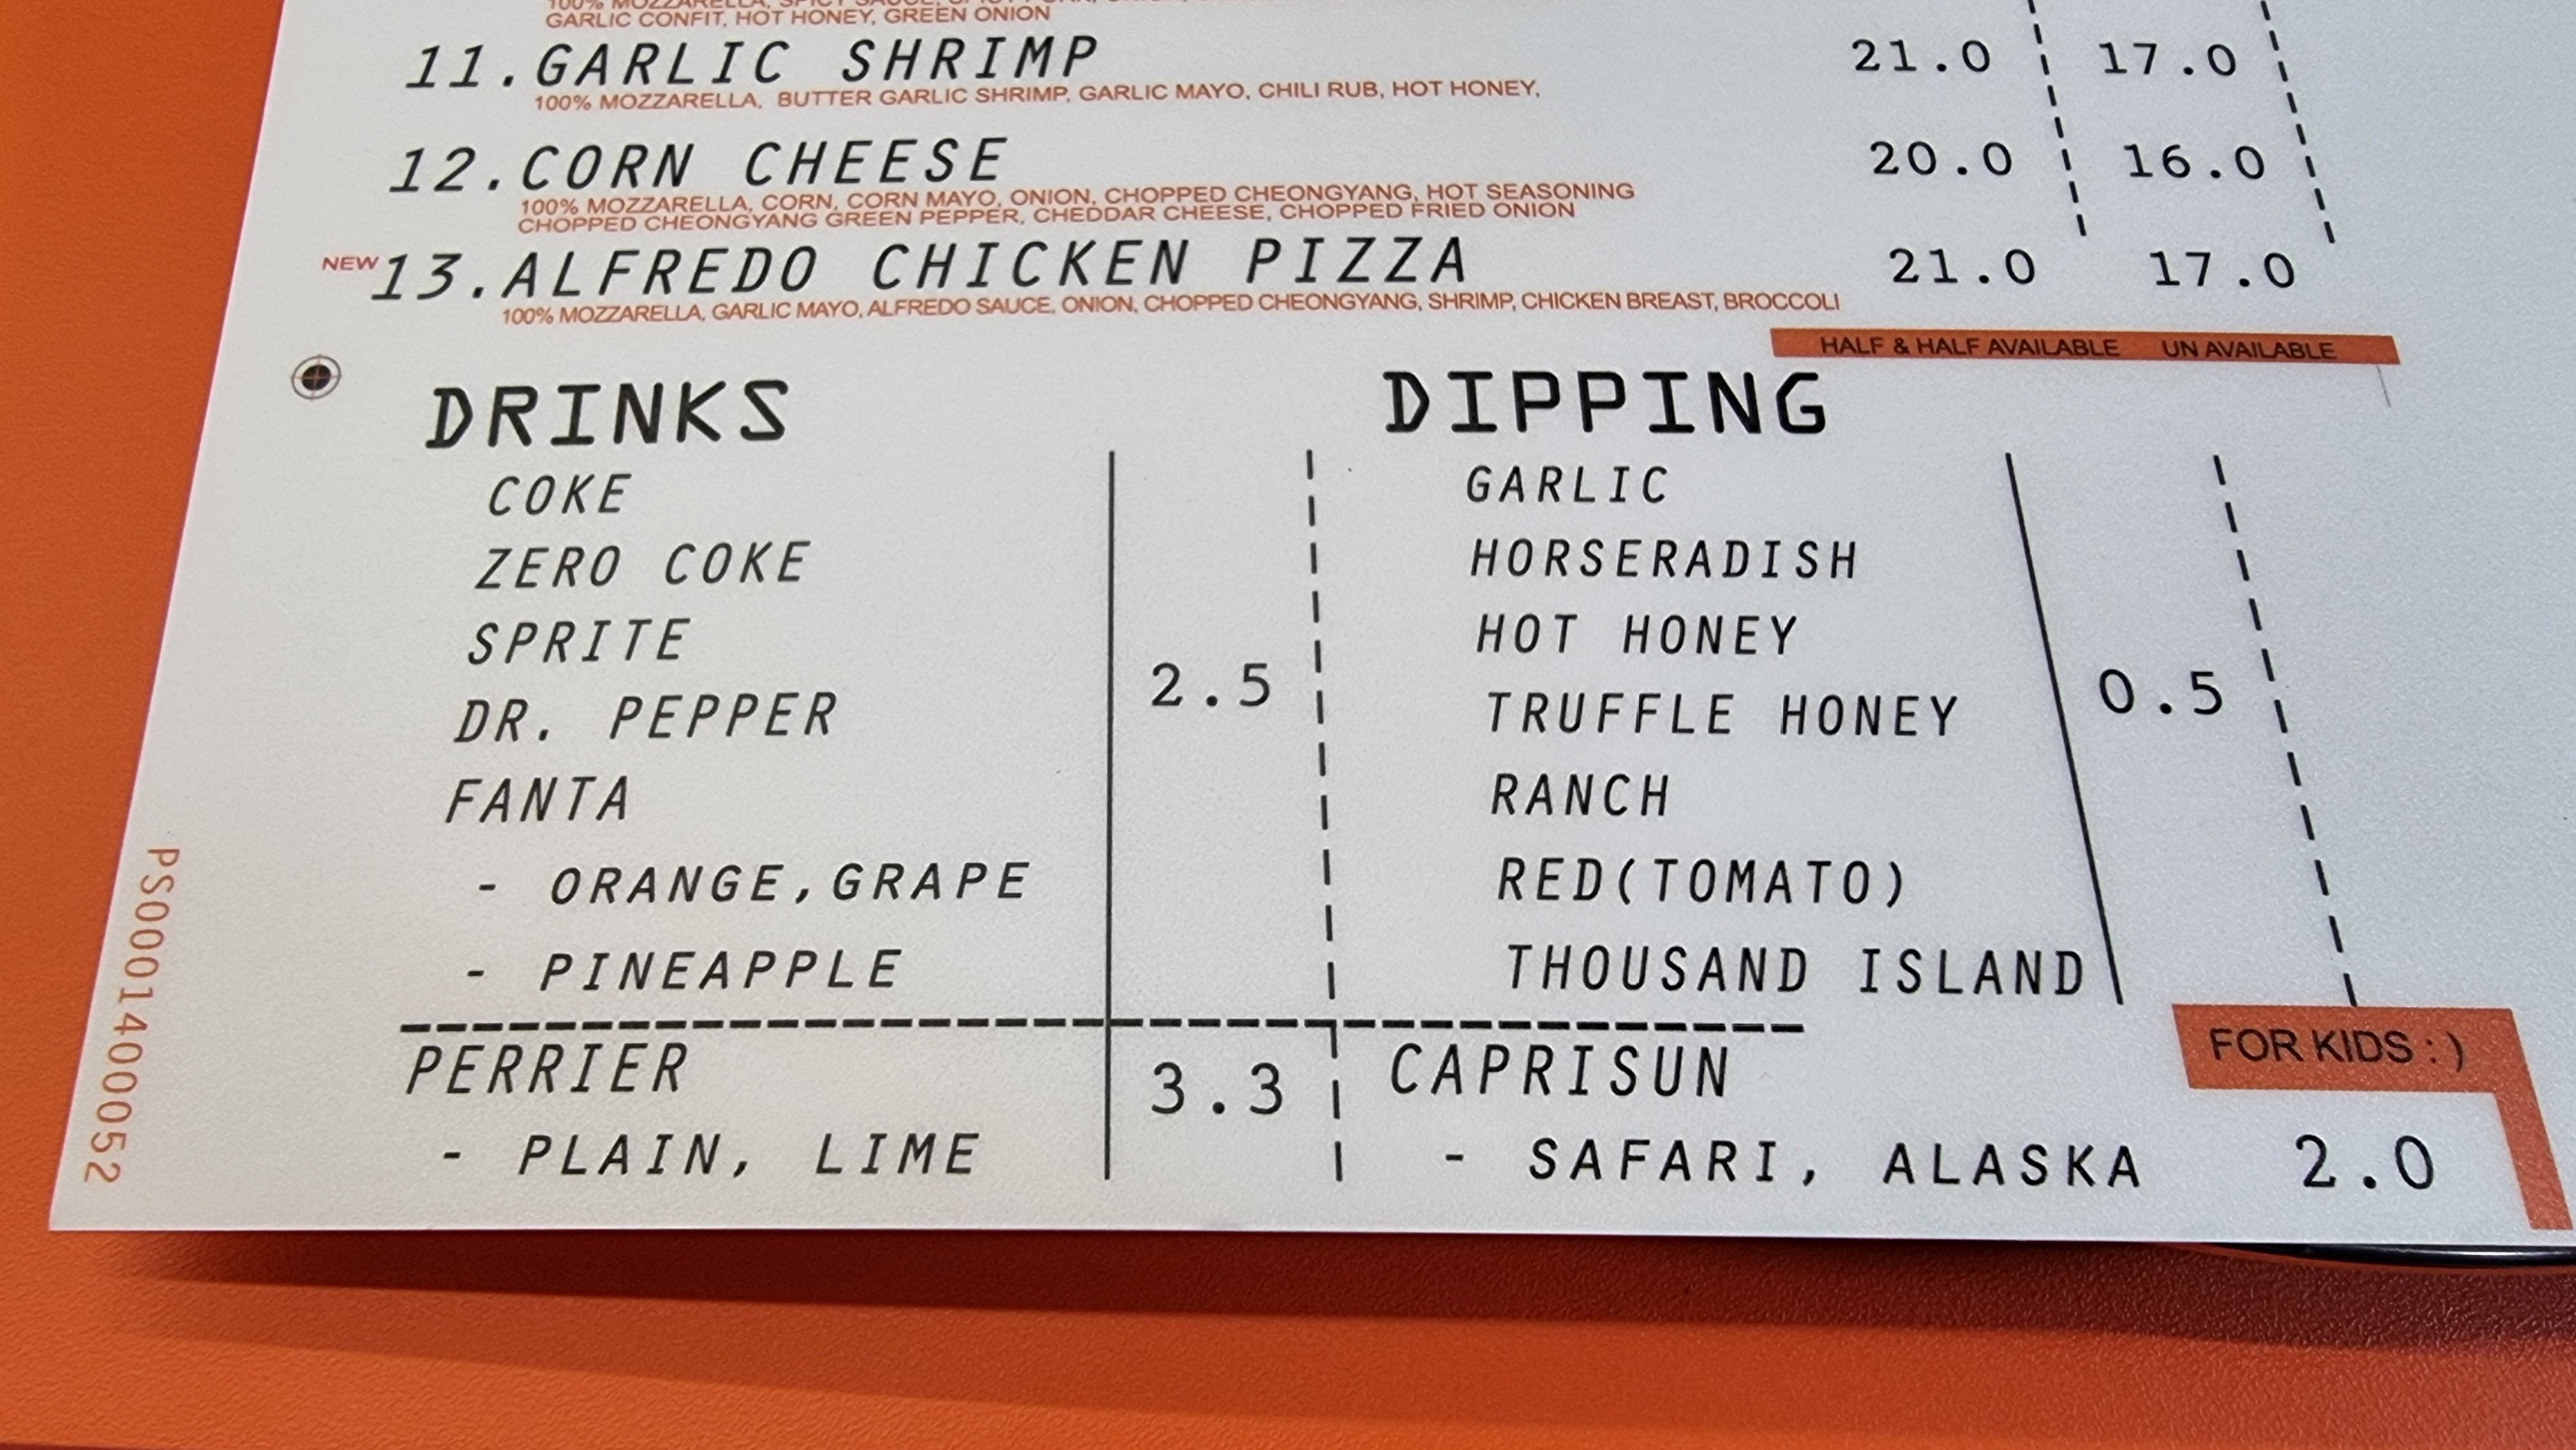 100% MOZZARELLA, SPICY SAUCE,
GARLIC CONFIT, HOT HONEY, GREEN ONION
11.GARLIC SHRIMP 21.0 17.0
100% MOZZARELLA, BUTTER GARLIC SHRIMP, GARLIC MAYO, CHILI RUB, HOT HONEY,
12.CORN CHEESE 20.0 16.0
100% MOZZARELLA, CORN, CORN MAYO, ONION, CHOPPED CHEONGYANG, HOT SEASONING
CHOPPED CHEONGYANG GREEN PEPPER, CHEDDAR CHEESE, CHOPPED FRIED ONION
NEW 13.ALFREDO CHICKEN PIZZA 21.0 17.0
100% MOZZARELLA, GARLIC MAYO, ALFREDO SAUCE, ONION, CHOPPED CHEONGYANG, SHRIMP, CHICKEN BREAST, BROCCOLI
HALF & HALF AVAILABLE UN AVAILABLE
DRINKS
COKE
ZERO COKE
SPRITE
DR. PEPPER
FANTA
- ORANGE,GRAPE
- PINEAPPLE
2.5
PERRIER
- PLAIN, LIME
3.3
DIPPING
GARLIC
HORSERADISH
HOT HONEY
TRUFFLE HONEY
RANCH
RED(TOMATO)
THOUSAND ISLAND
0.5
FOR KIDS : )
CAPRISUN
- SAFARI, ALASKA 2.0
PS000140O052